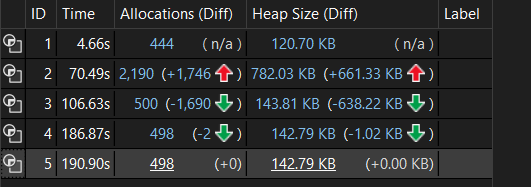 ID Time Allocations (Diff) Heap Size (Diff) Label
1 4.66s 444 (n/a) 120.70 KB (n/a)
2 70.49s 2,190 (+1,746) 782.03 KB (+661.33 KB)
3 106.63s 500 (-1,690) 143.81 KB (-638.22 KB)
4 186.87s 498 (-2) 142.79 KB (-1.02 KB)
5 190.90s 498 (+0) 142.79 KB (+0.00 KB)